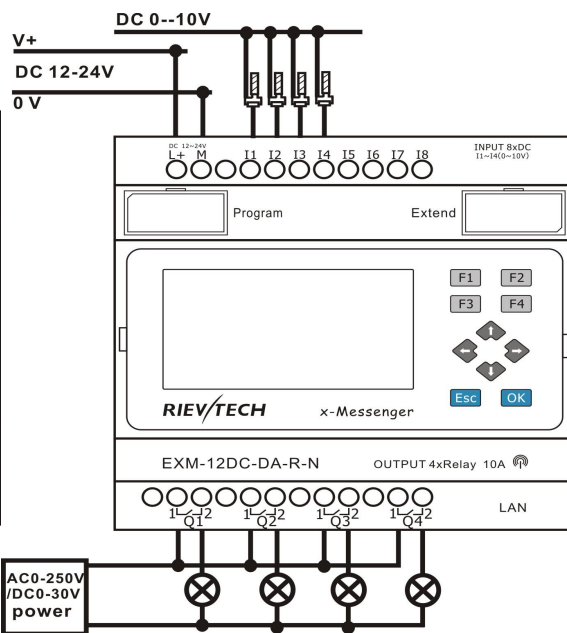 DC 0--10V
V+
DC 12-24V
0 V
DC 12~24V
L+ M I1 I2 I3 I4 I5 I6 I7 I8
INPUT 8xDC
I1~I4(0~10V)
Program
Extend
F1 F2
F3 F4
Esc OK
RIEVTECH
x-Messenger
EXM-12DC-DA-R-N
OUTPUT 4xRelay 10A
1 2 1 2 1 2 1 2
Q1 Q2 Q3 Q4
LAN
AC0-250V
/DC0-30V
power